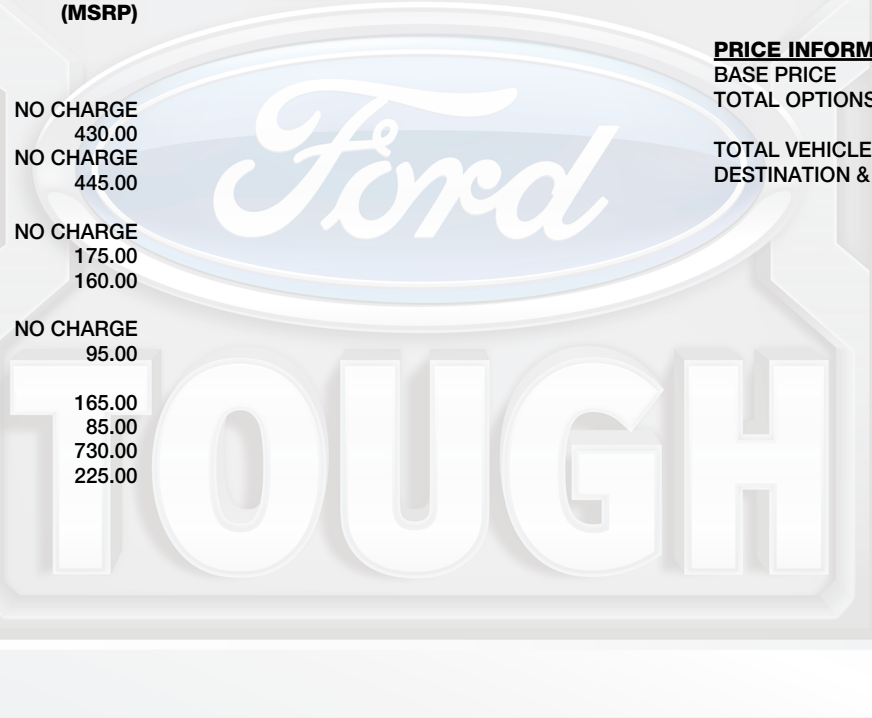 (MSRP)
NO CHARGE
430.00
NO CHARGE
445.00
NO CHARGE
175.00
160.00
NO CHARGE
95.00
165.00
85.00
730.00
225.00
PRICE INFORM
BASE PRICE
TOTAL OPTIONS
TOTAL VEHICLE
DESTINATION &
Ford
TOUGH